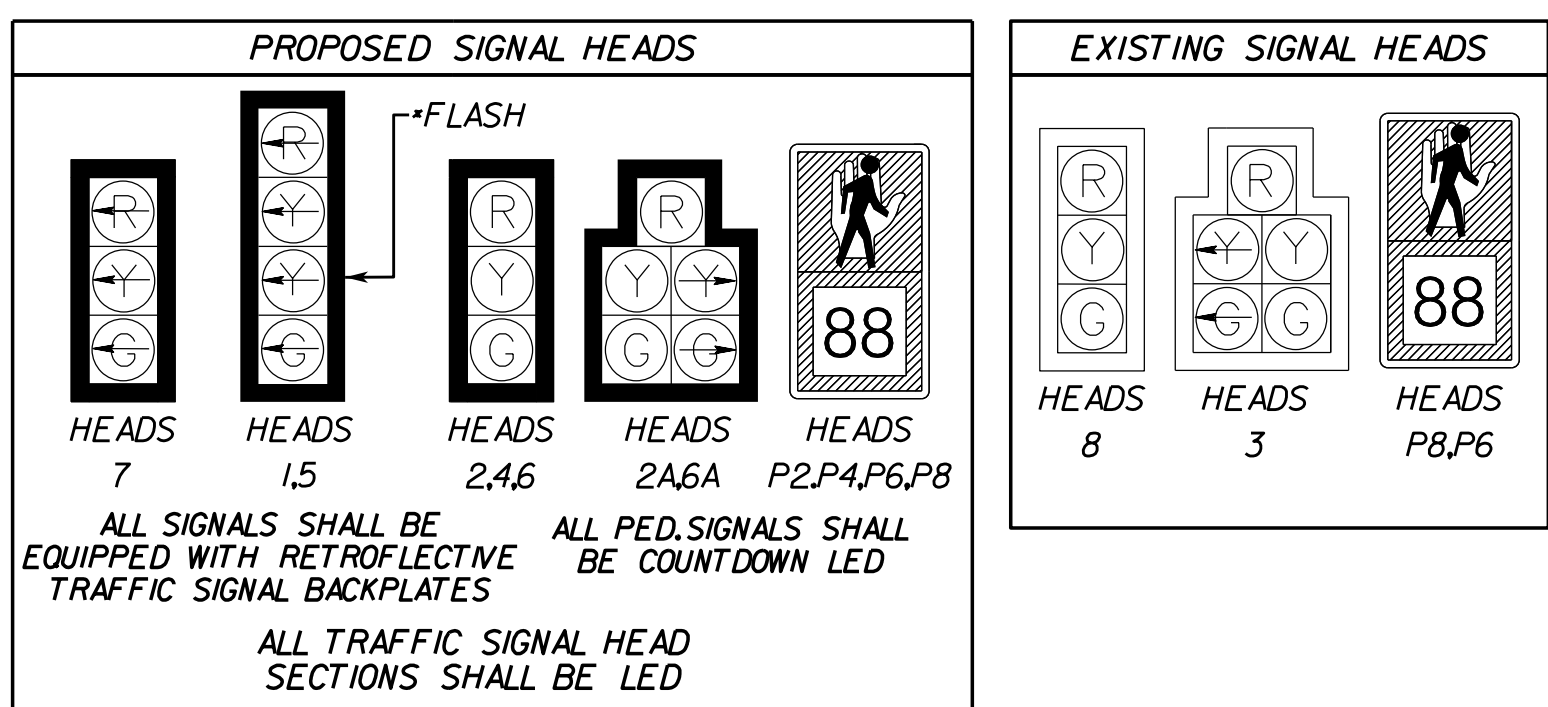 PROPOSED SIGNAL HEADS
*FLASH
R
Y
G
HEADS
7
R
Y
Y
G
HEADS
1,5
R
Y
G
HEADS
2,4,6
R
Y Y
G G
HEADS
2A,6A
88
HEADS
P2.P4,P6,P8
ALL SIGNALS SHALL BE
EQUIPPED WITH RETROFLECTIVE
TRAFFIC SIGNAL BACKPLATES
ALL PED. SIGNALS SHALL
BE COUNTDOWN LED
ALL TRAFFIC SIGNAL HEAD
SECTIONS SHALL BE LED
EXISTING SIGNAL HEADS
R
Y
G
HEADS
8
R
Y Y
G G
HEADS
3
88
HEADS
P8,P6